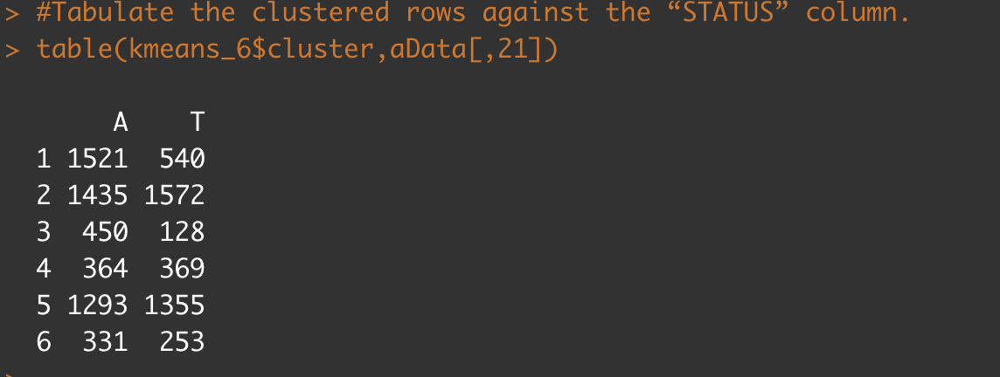 > #Tabulate the clustered rows against the “STATUS” column.
> table(kmeans_6$cluster,aData[,21])
A T
1 1521 540
2 1435 1572
3 450 128
4 364 369
5 1293 1355
6 331 253